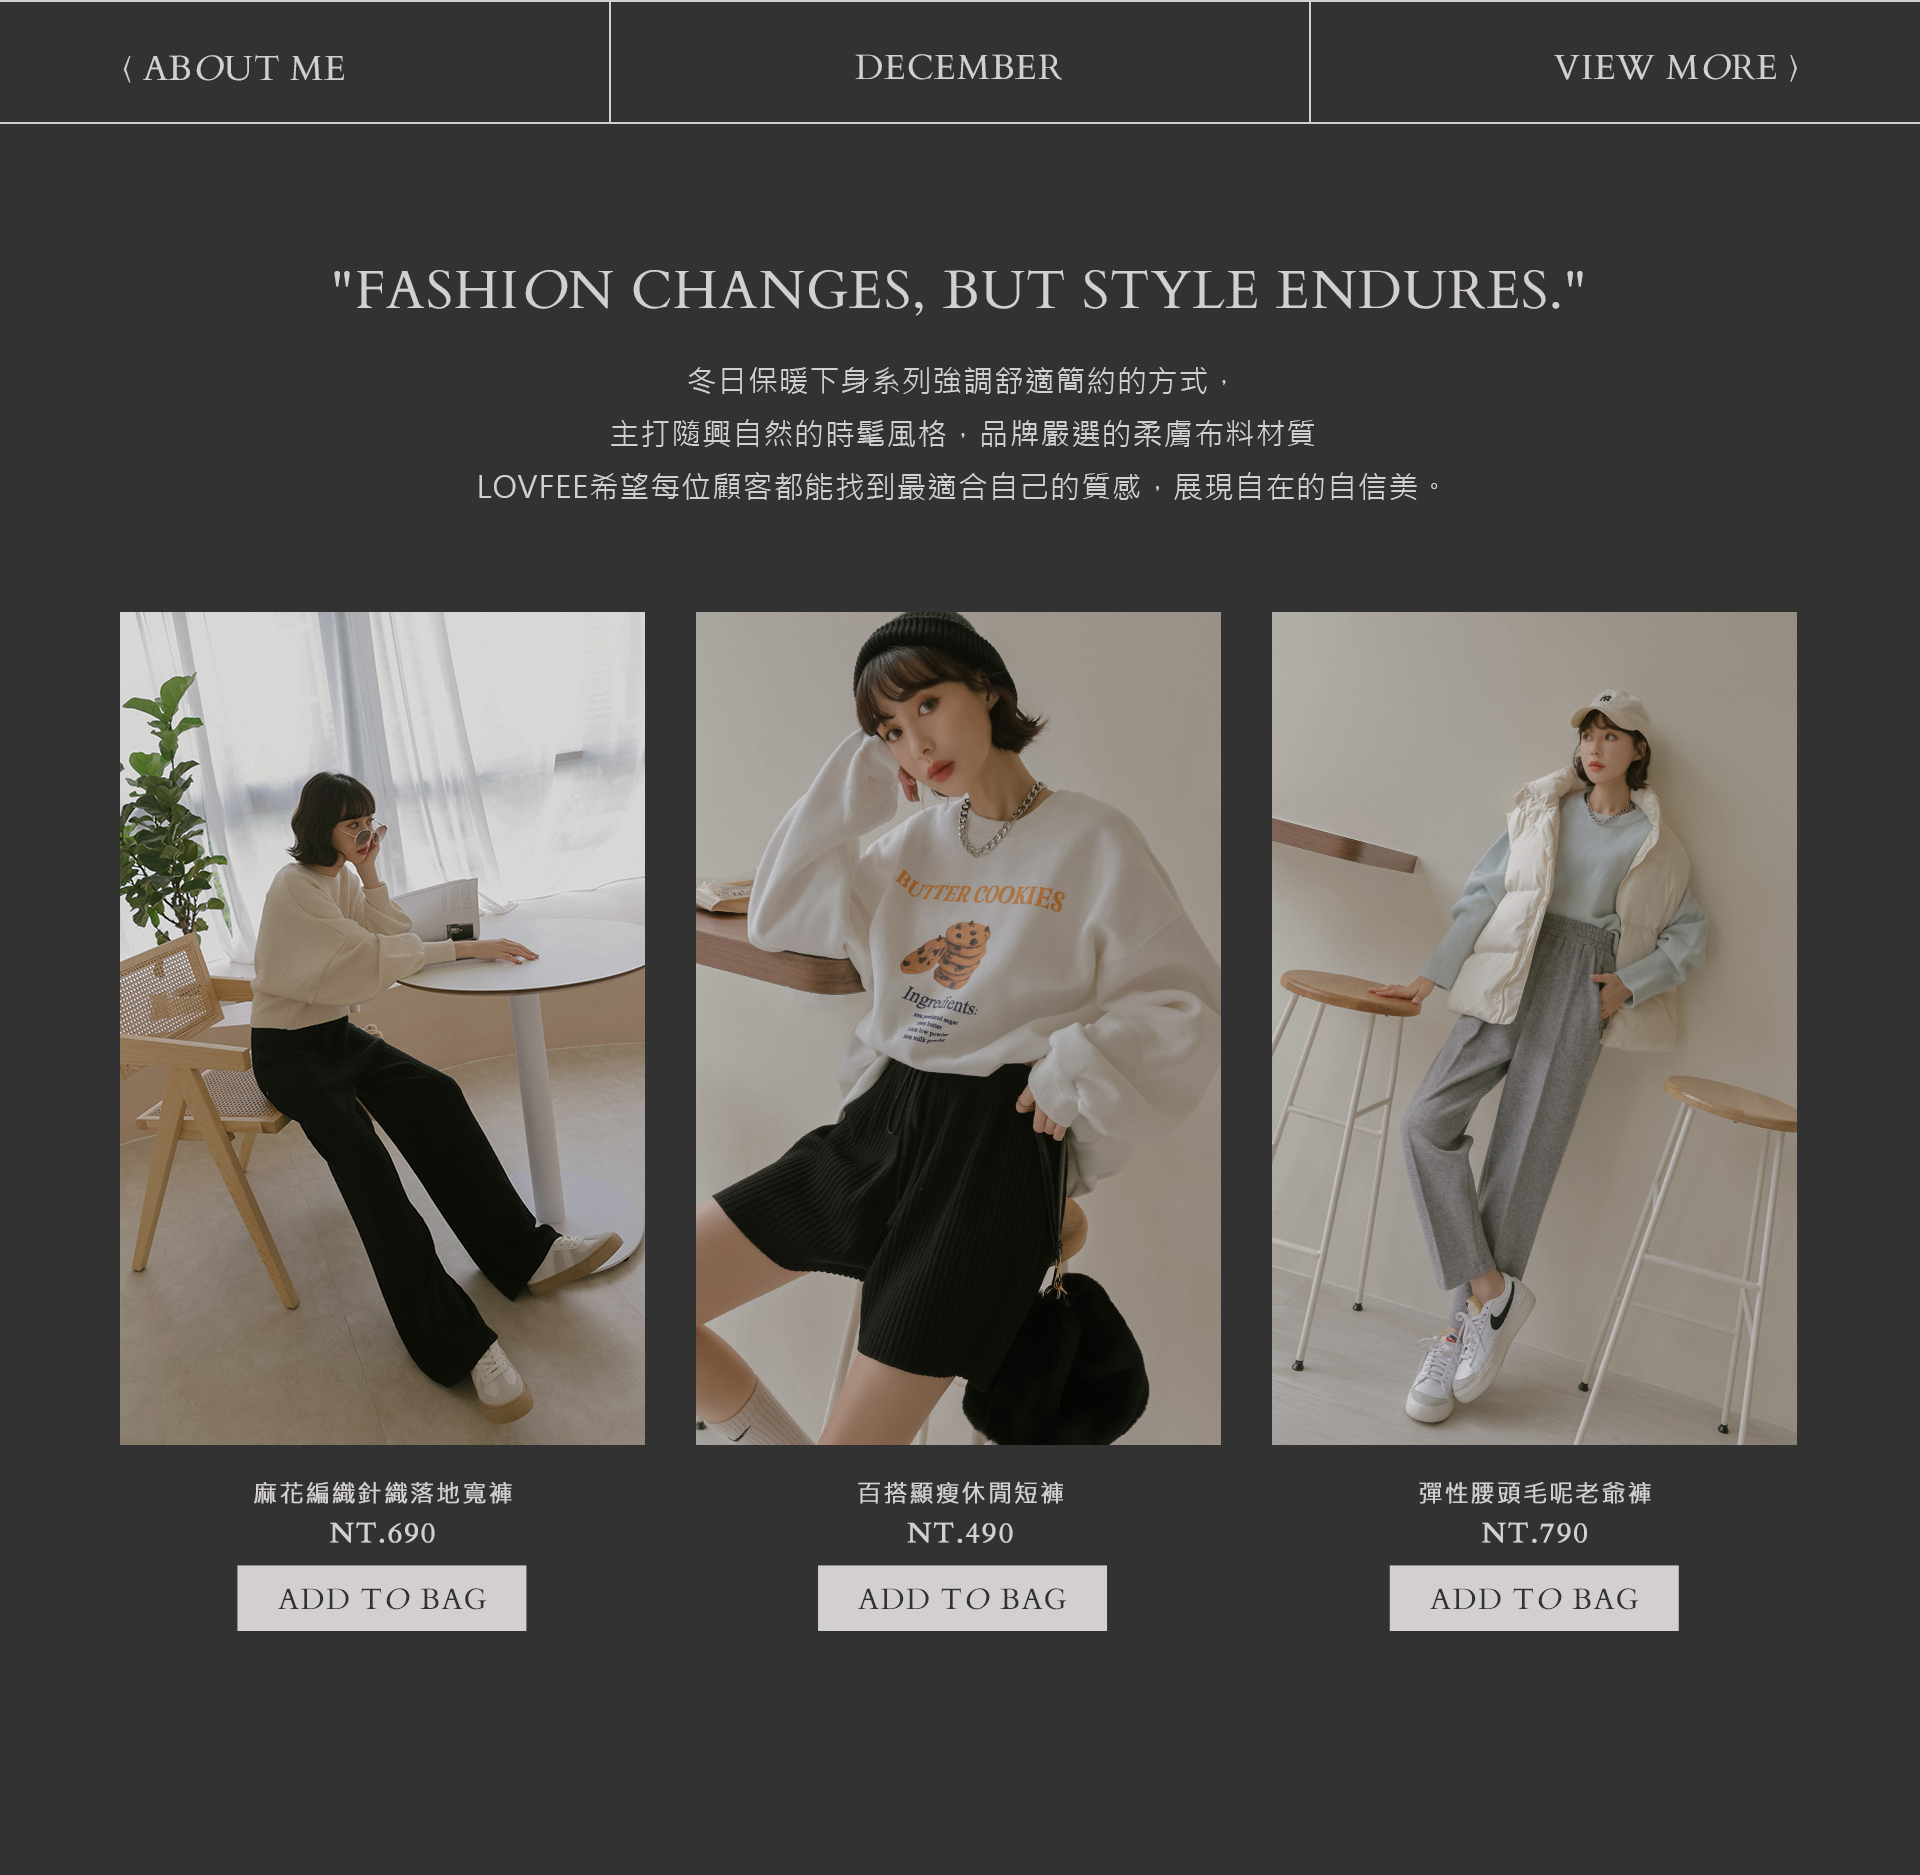 ⟨ ABOUT ME
DECEMBER
VIEW MORE ⟩
"FASHION CHANGES, BUT STYLE ENDURES."
冬日保暖下身系列強調舒適簡約的方式，
主打隨興自然的時髦風格，品牌嚴選的柔膚布料材質
LOVFEE希望每位顧客都能找到最適合自己的質感，展現自在的自信美。
BUTTER COOKIES
Ingredients:
麻花編織針織落地寬褲
NT.690
ADD TO BAG
百搭顯瘦休閒短褲
NT.490
ADD TO BAG
彈性腰頭毛呢老爺褲
NT.790
ADD TO BAG